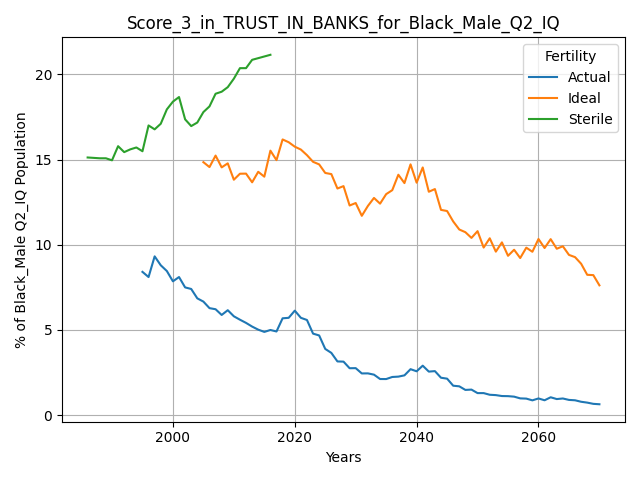 Score_3_in_TRUST_IN_BANKS_for_Black_Male_Q2_IQ
Fertility
Actual
Ideal
Sterile
% of Black_Male Q2_IQ Population
20
15
10
5
0
2000 2020 2040 2060
Years